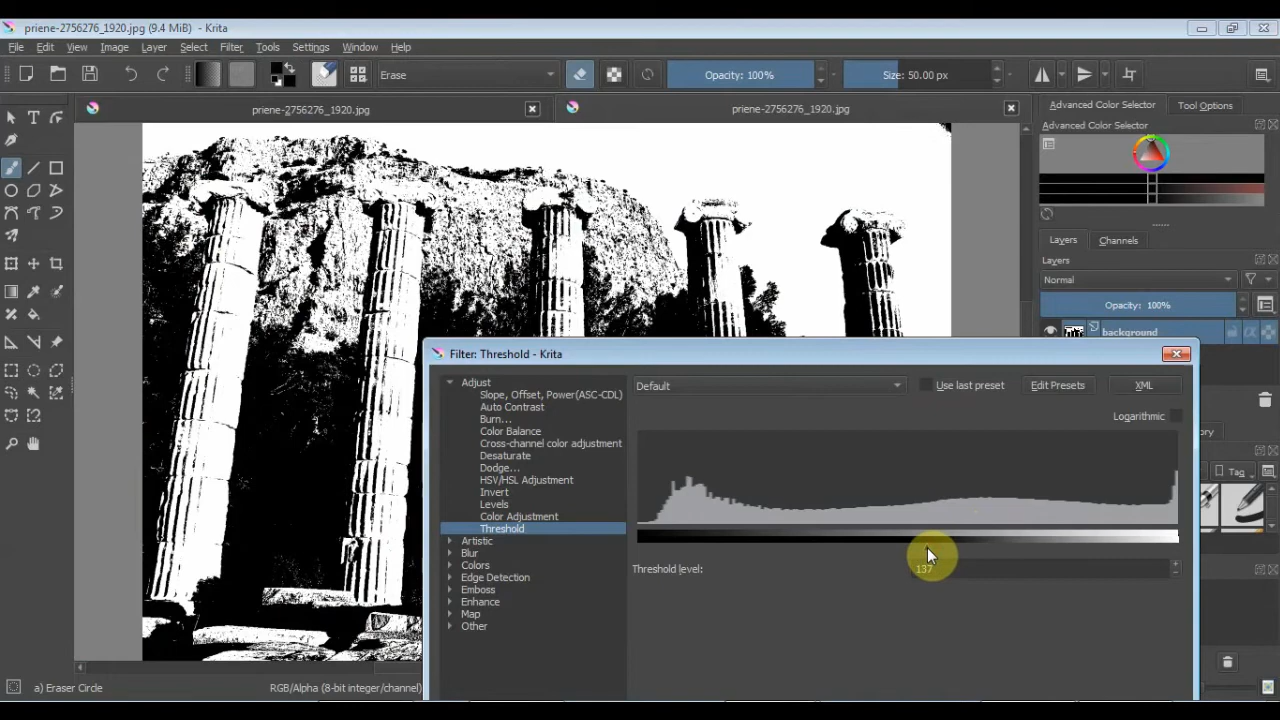 priene-2756276_1920.jpg (9.4 MiB) - Krita
File Edit View Image Layer Select Filter Tools Settings Window Help
Erase Opacity: 100% Size: 50.00 px
priene-2756276_1920.jpg priene-2756276_1920.jpg
Advanced Color Selector Tool Options
Advanced Color Selector
Layers Channels
Layers
Normal
Opacity: 100%
background
Filter: Threshold - Krita
Adjust
Slope, Offset, Power(ASC-CDL)
Auto Contrast
Burn...
Color Balance
Cross-channel color adjustment
Desaturate
Dodge...
HSV/HSL Adjustment
Invert
Levels
Color Adjustment
Threshold
Artistic
Blur
Colors
Edge Detection
Emboss
Enhance
Map
Other
Default Use last preset Edit Presets XML
Logarithmic
Threshold level: 137
Tag
a) Eraser Circle RGB/Alpha (8-bit integer/channel)